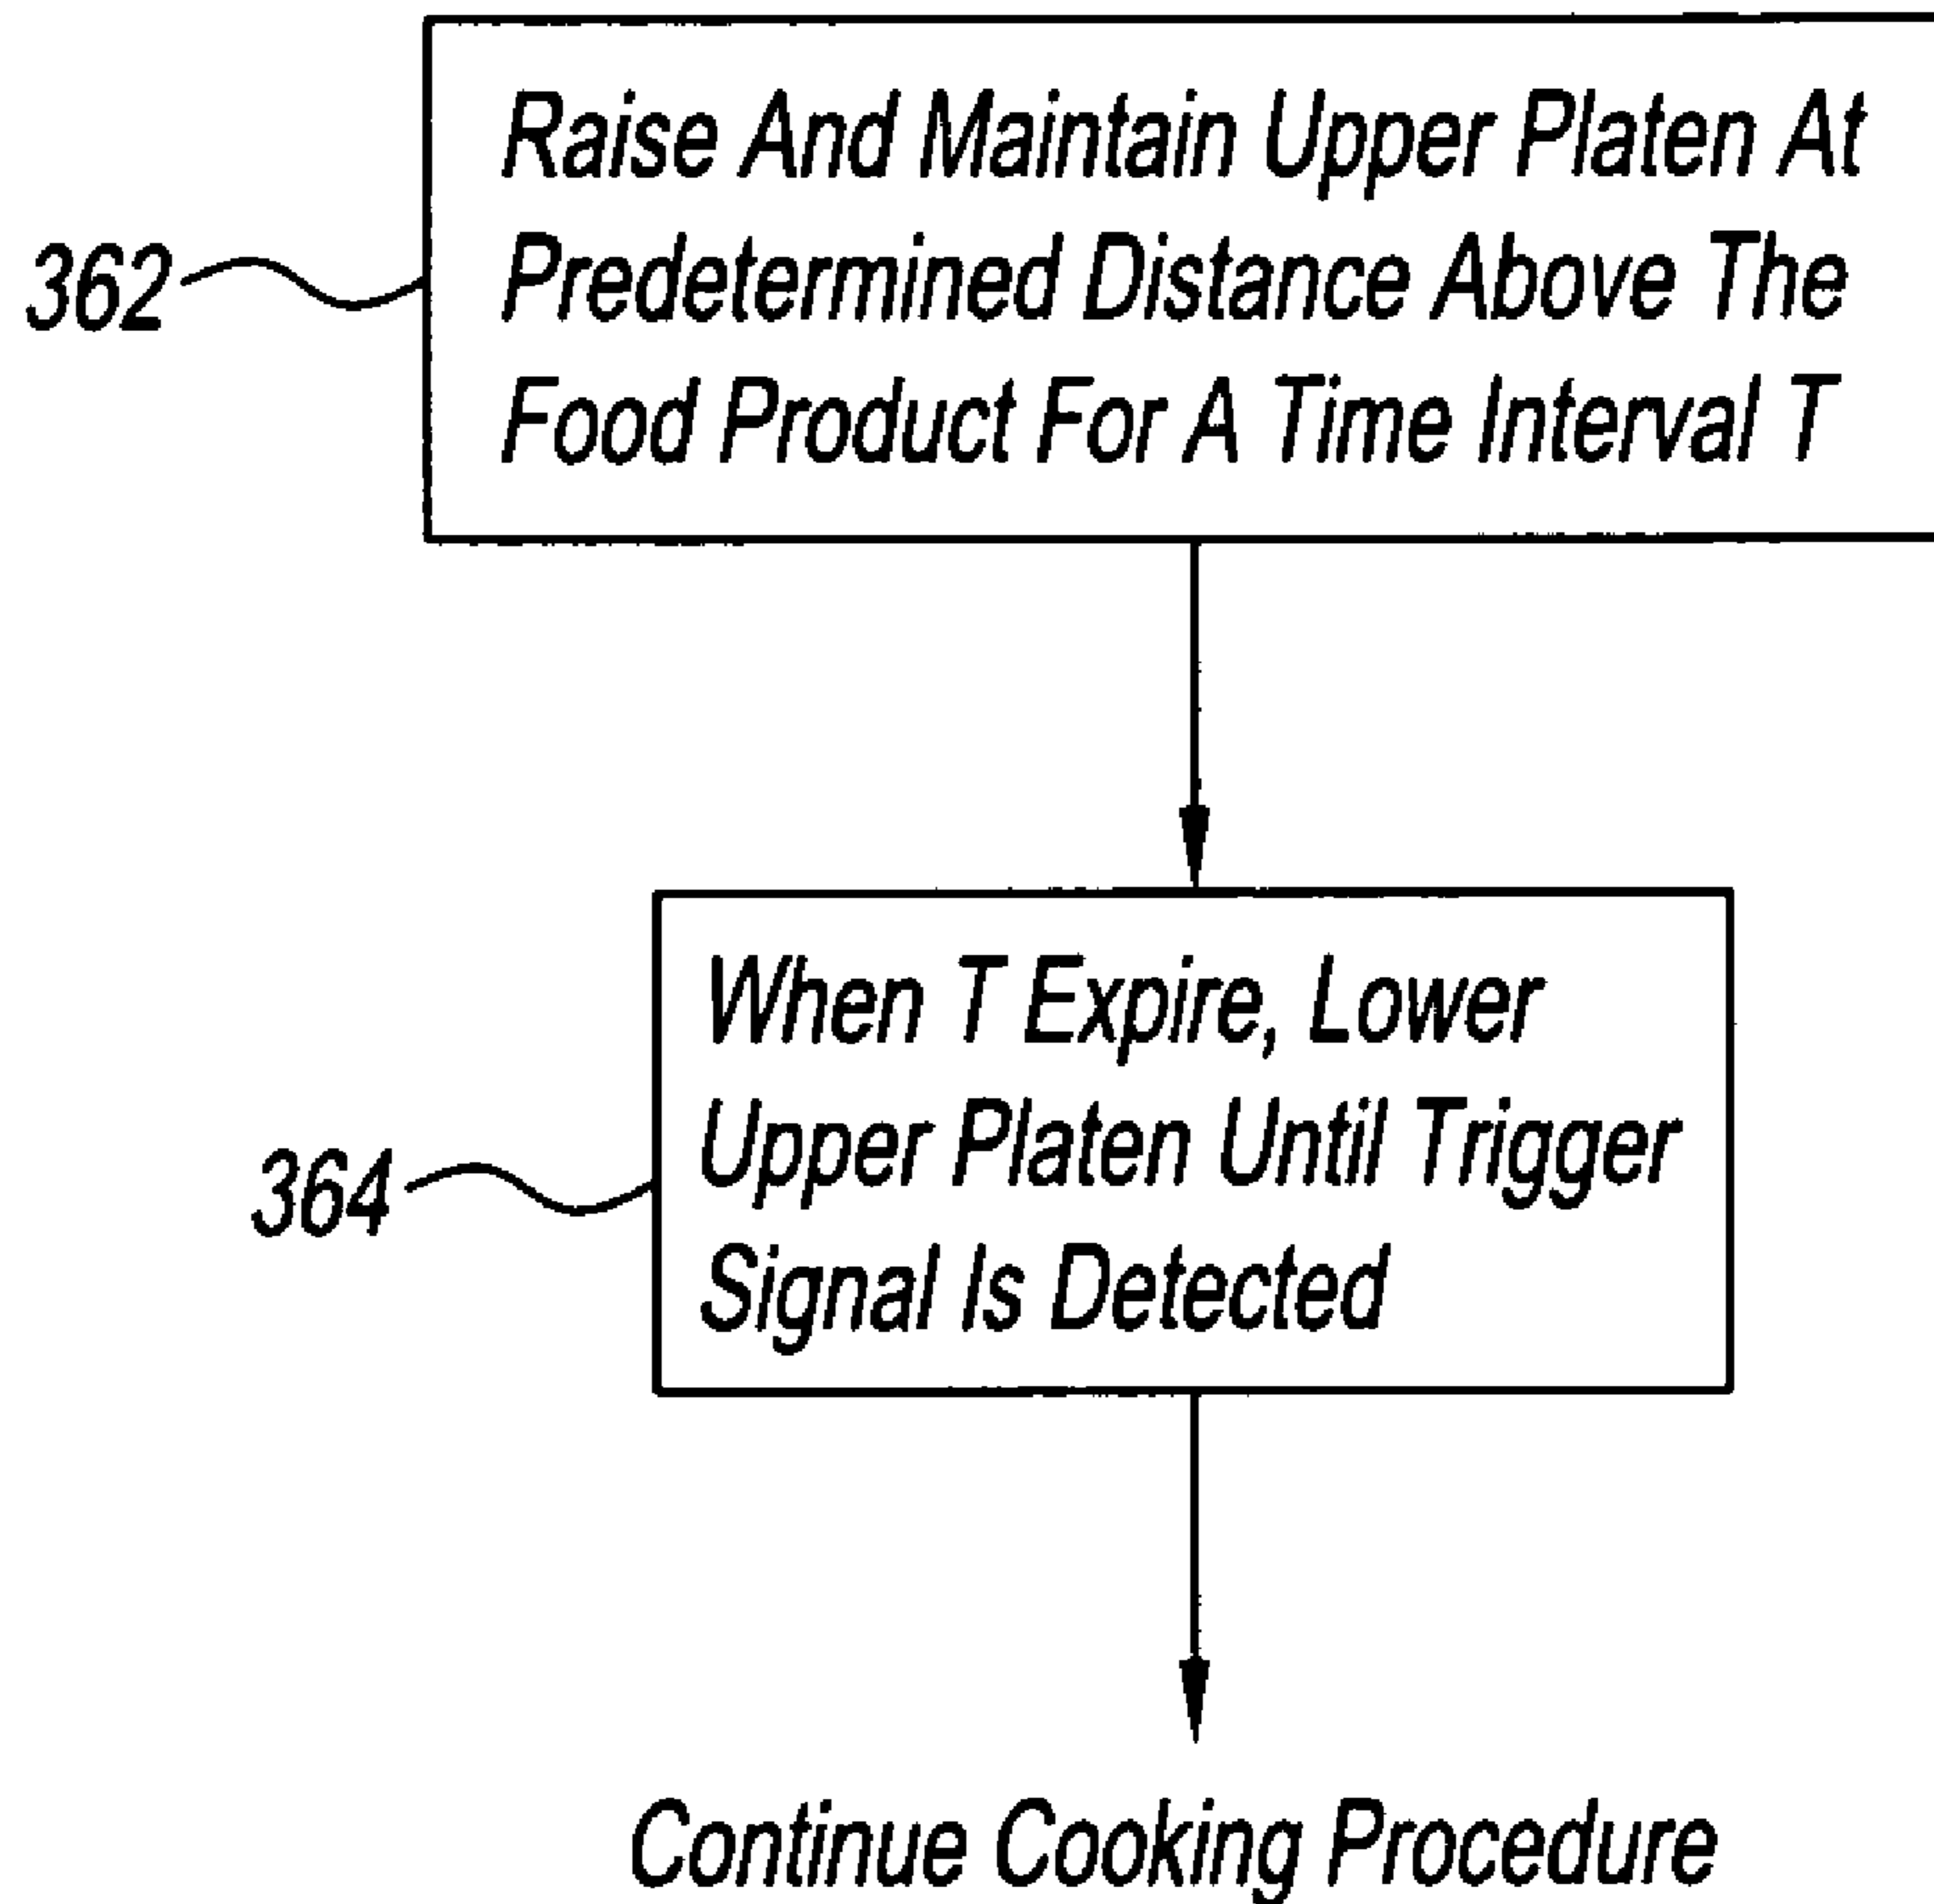 Raise And Maintain Upper Platen At
Predetermined Distance Above The
362
Food Product For A Time Interval T
When T Expire, Lower
Upper Platen Until Trigger
364
Signal Is Detected
Continue Cooking Procedure